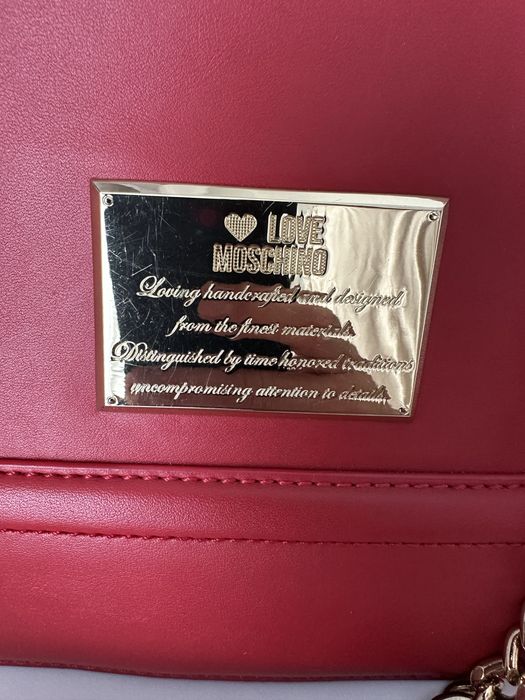 LOVE
MOSCHINO
Loving handcrafted and designed
from the finest materials.
Distinguished by time honored traditions
uncompromising attention to details.